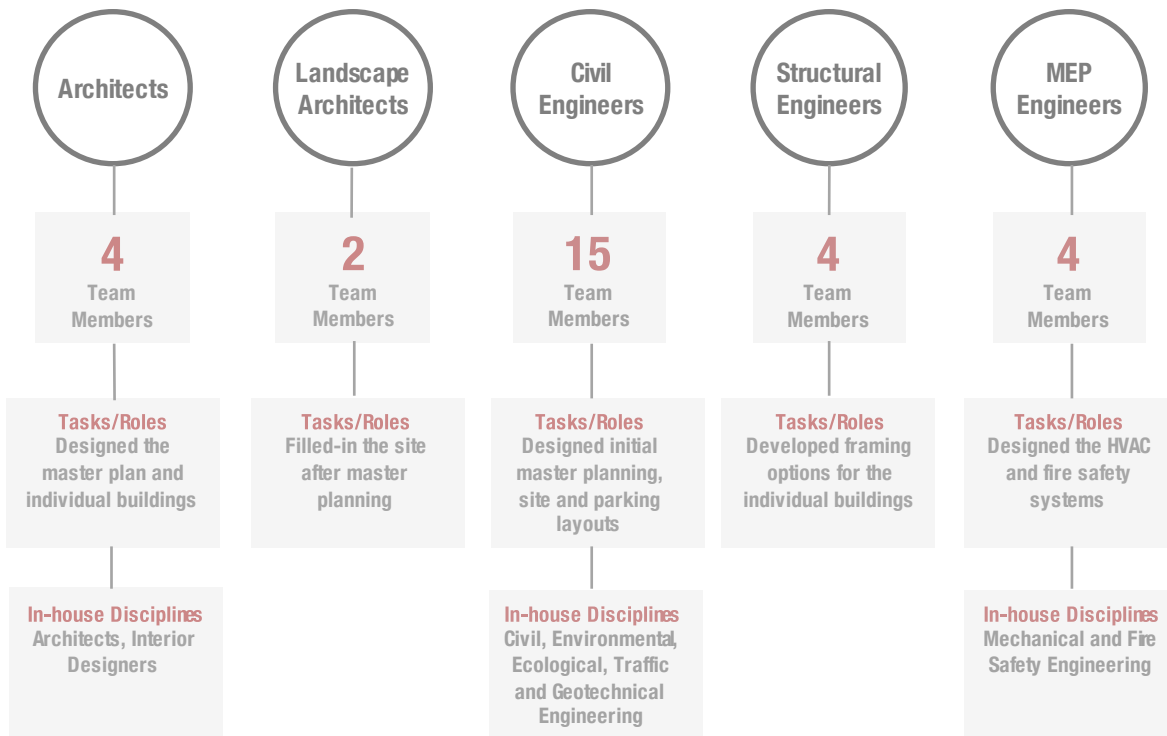 Architects
4
Team
Members
Tasks/Roles
Designed the
master plan and
individual buildings
In-house Disciplines
Architects, Interior
Designers
Landscape
Architects
2
Team
Members
Tasks/Roles
Filled-in the site
after master
planning
Civil
Engineers
15
Team
Members
Tasks/Roles
Designed initial
master planning,
site and parking
layouts
In-house Disciplines
Civil, Environmental,
Ecological, Traffic
and Geotechnical
Engineering
Structural
Engineers
4
Team
Members
Tasks/Roles
Developed framing
options for the
individual buildings
MEP
Engineers
4
Team
Members
Tasks/Roles
Designed the HVAC
and fire safety
systems
In-house Disciplines
Mechanical and Fire
Safety Engineering